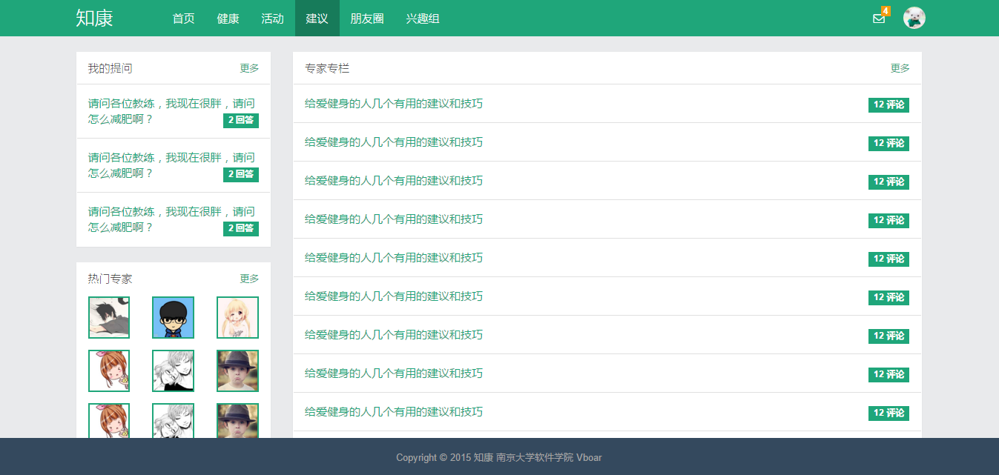 知康 首页 健康 活动 建议 朋友圈 兴趣组 4
我的提问 更多
请问各位教练，我现在很胖，请问
怎么减肥啊？ 2 回答
请问各位教练，我现在很胖，请问
怎么减肥啊？ 2 回答
请问各位教练，我现在很胖，请问
怎么减肥啊？ 2 回答
热门专家 更多
专家专栏 更多
给爱健身的人几个有用的建议和技巧 12 评论
给爱健身的人几个有用的建议和技巧 12 评论
给爱健身的人几个有用的建议和技巧 12 评论
给爱健身的人几个有用的建议和技巧 12 评论
给爱健身的人几个有用的建议和技巧 12 评论
给爱健身的人几个有用的建议和技巧 12 评论
给爱健身的人几个有用的建议和技巧 12 评论
给爱健身的人几个有用的建议和技巧 12 评论
给爱健身的人几个有用的建议和技巧 12 评论
Copyright © 2015 知康 南京大学软件学院 Vboar